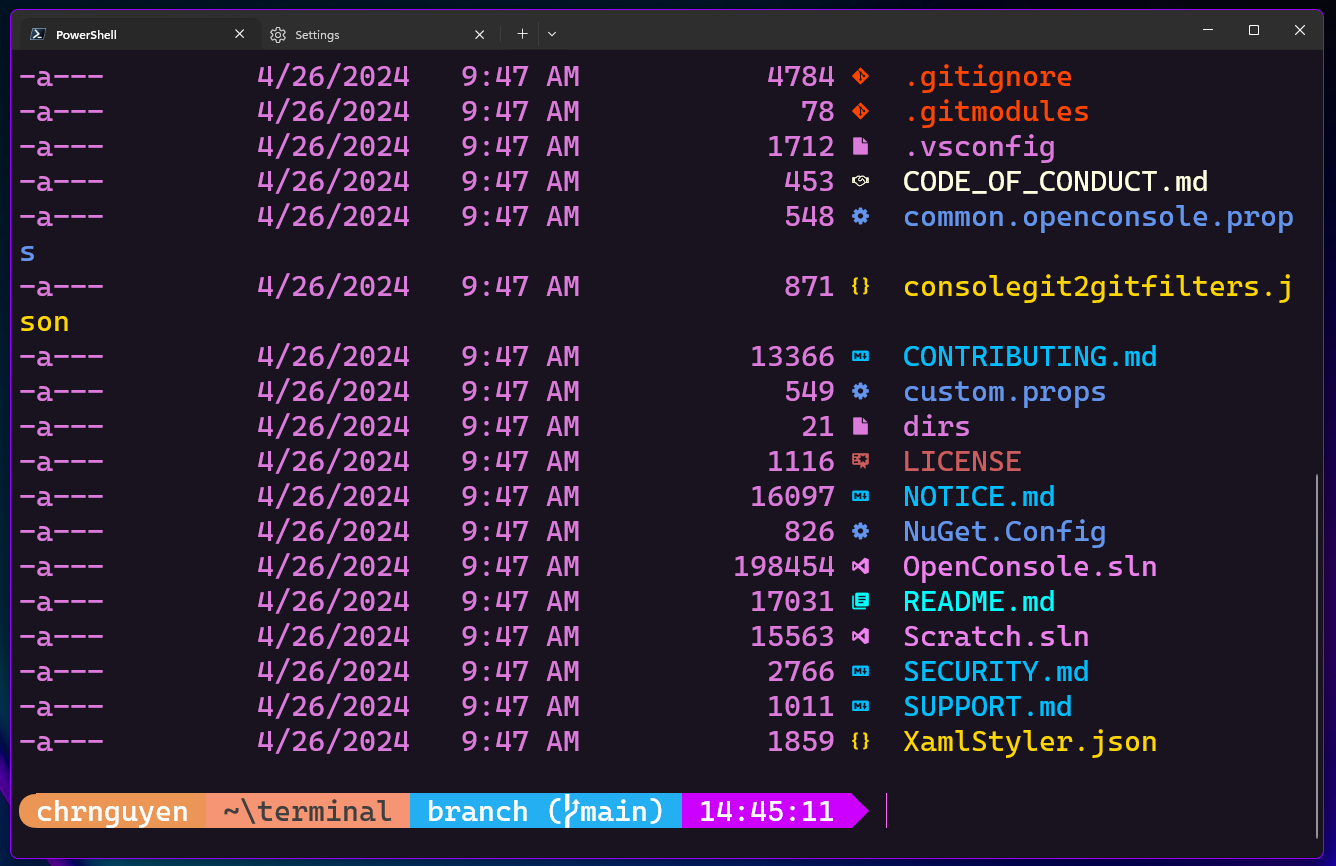 PowerShell Settings
-a--- 4/26/2024 9:47 AM 4784 .gitignore
-a--- 4/26/2024 9:47 AM 78 .gitmodules
-a--- 4/26/2024 9:47 AM 1712 .vsconfig
-a--- 4/26/2024 9:47 AM 453 CODE_OF_CONDUCT.md
-a--- 4/26/2024 9:47 AM 548 common.openconsole.prop
s
-a--- 4/26/2024 9:47 AM 871 {} consolegit2gitfilters.j
son
-a--- 4/26/2024 9:47 AM 13366 CONTRIBUTING.md
-a--- 4/26/2024 9:47 AM 549 custom.props
-a--- 4/26/2024 9:47 AM 21 dirs
-a--- 4/26/2024 9:47 AM 1116 LICENSE
-a--- 4/26/2024 9:47 AM 16097 NOTICE.md
-a--- 4/26/2024 9:47 AM 826 NuGet.Config
-a--- 4/26/2024 9:47 AM 198454 OpenConsole.sln
-a--- 4/26/2024 9:47 AM 17031 README.md
-a--- 4/26/2024 9:47 AM 15563 Scratch.sln
-a--- 4/26/2024 9:47 AM 2766 SECURITY.md
-a--- 4/26/2024 9:47 AM 1011 SUPPORT.md
-a--- 4/26/2024 9:47 AM 1859 {} XamlStyler.json
chrnguyen ~\terminal branch (main) 14:45:11